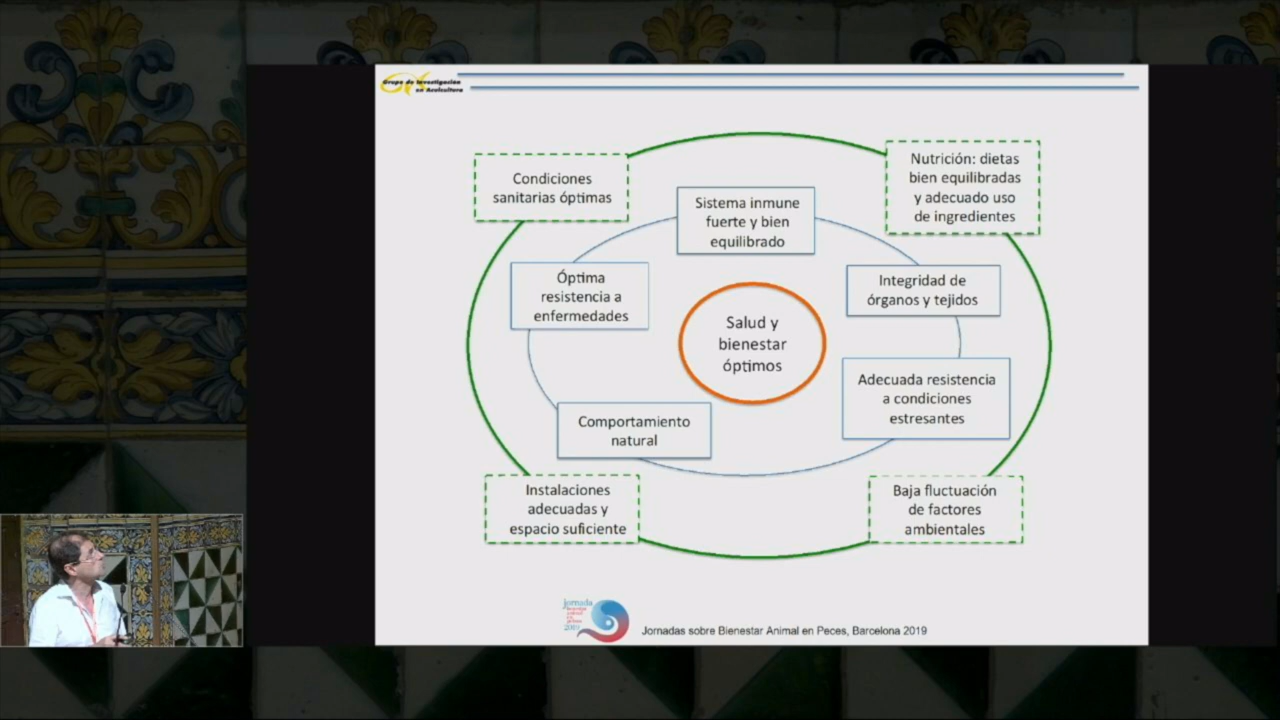 Grupo de Investigación
en Acuicultura
Condiciones
sanitarias óptimas
Nutrición: dietas
bien equilibradas
y adecuado uso
de ingredientes
Sistema inmune
fuerte y bien
equilibrado
Óptima
resistencia a
enfermedades
Integridad de
órganos y tejidos
Salud y
bienestar
óptimos
Adecuada resistencia
a condiciones
estresantes
Comportamiento
natural
Instalaciones
adecuadas y
espacio suficiente
Baja fluctuación
de factores
ambientales
jornada
2019
Jornadas sobre Bienestar Animal en Peces, Barcelona 2019